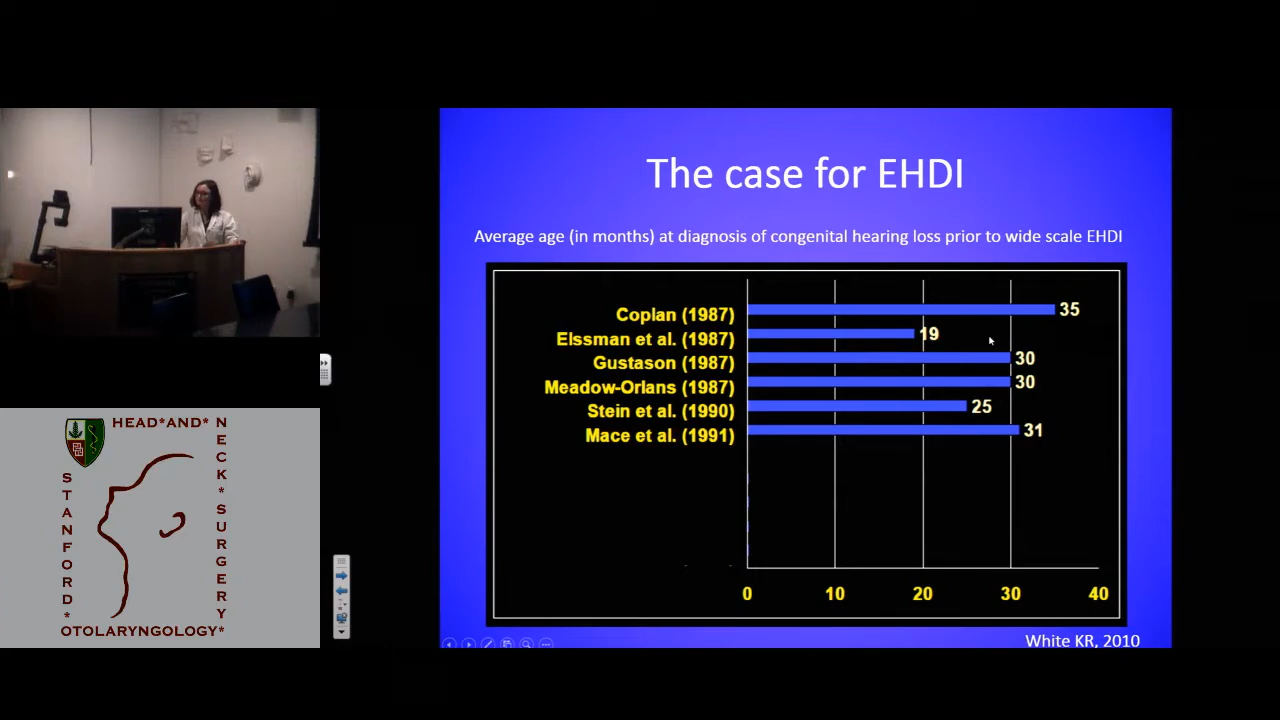 The case for EHDI
Average age (in months) at diagnosis of congenital hearing loss prior to wide scale EHDI
Coplan (1987) 35
Elssman et al. (1987) 19
Gustason (1987) 30
Meadow-Orlans (1987) 30
Stein et al. (1990) 25
Mace et al. (1991) 31
0 10 20 30 40
White KR, 2010
STANFORD*
OTOLARYNGOLOGY*
HEAD*AND*
NECK*SURGERY